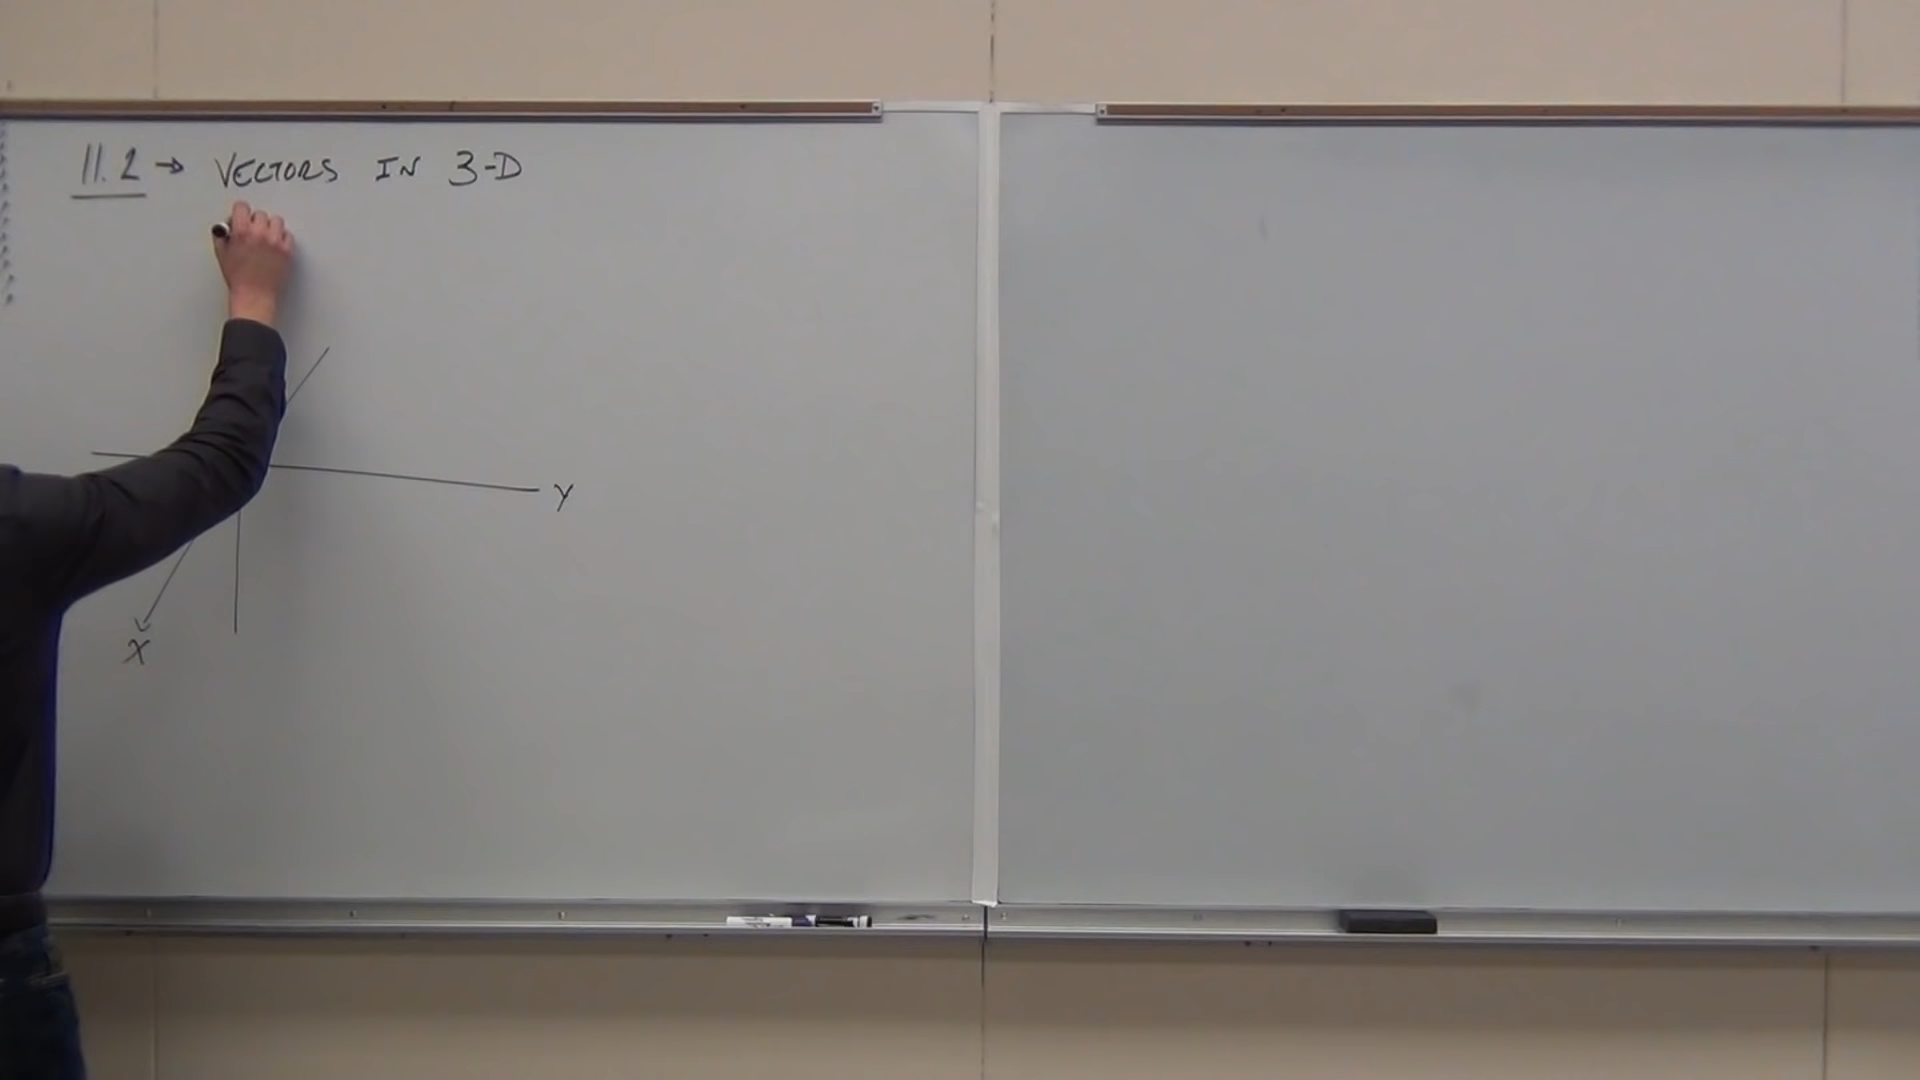 11.2 → VECTORS IN 3-D
y
x